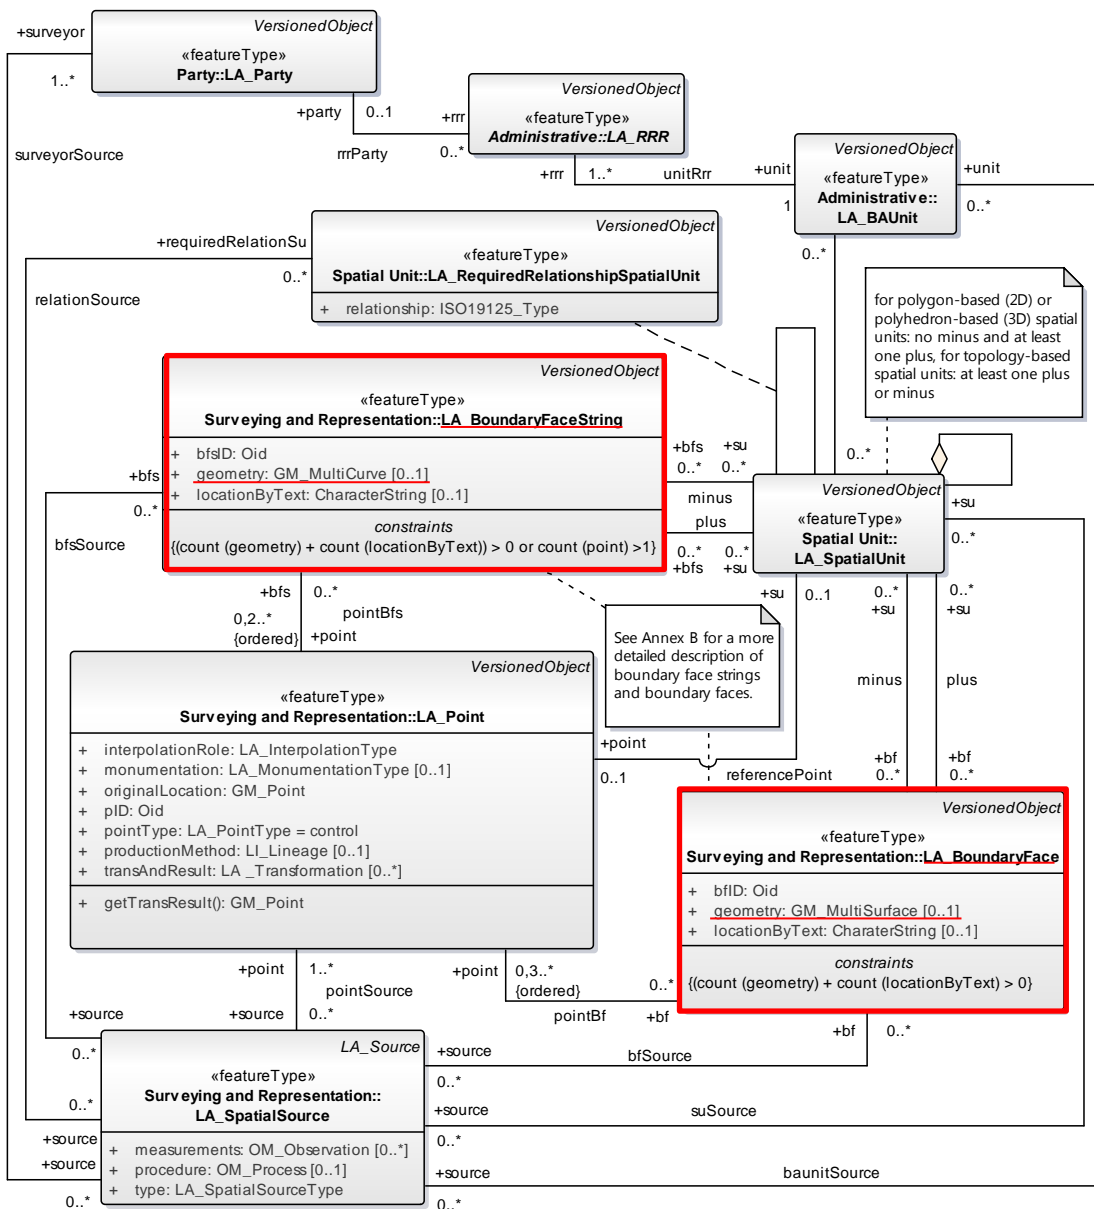 VersionedObject
«featureType»
Party::LA_Party
+surveyor
1..*
surveyorSource
+party
0..1
rrrParty
+rrr
0..*
VersionedObject
«featureType»
Administrative::LA_RRR
+rrr
1..*
unitRrr
+unit
1
VersionedObject
«featureType»
Administrative::
LA_BAUnit
+unit
0..*
0..*
+requiredRelationSu
0..*
relationSource
VersionedObject
«featureType»
Spatial Unit::LA_RequiredRelationshipSpatialUnit
+ relationship: ISO19125_Type
for polygon-based (2D) or
polyhedron-based (3D) spatial
units: no minus and at least
one plus, for topology-based
spatial units: at least one plus
or minus
VersionedObject
«featureType»
Surveying and Representation::LA_BoundaryFaceString
+ bfsID: Oid
+ geometry: GM_MultiCurve [0..1]
+ locationByText: CharacterString [0..1]
constraints
{(count (geometry) + count (locationByText)) > 0 or count (point) >1}
+bfs
0..*
bfsSource
+bfs
+su
0..*
0..*
minus
plus
0..*
0..*
+bfs
+su
0..*
VersionedObject
«featureType»
Spatial Unit::
LA_SpatialUnit
+su
0..*
+su
0..1
0..*
+su
0..*
+su
+bfs
0..*
pointBfs
0,2..*
{ordered}
+point
See Annex B for a more
detailed description of
boundary face strings
and boundary faces.
minus
plus
VersionedObject
«featureType»
Surveying and Representation::LA_Point
+ interpolationRole: LA_InterpolationType
+ monumentation: LA_MonumentationType [0..1]
+ originalLocation: GM_Point
+ pID: Oid
+ pointType: LA_PointType = control
+ productionMethod: LI_Lineage [0..1]
+ transAndResult: LA _Transformation [0..*]
+ getTransResult(): GM_Point
+point
0..1
referencePoint
+bf
0..*
+bf
0..*
VersionedObject
«featureType»
Surveying and Representation::LA_BoundaryFace
+ bfID: Oid
+ geometry: GM_MultiSurface [0..1]
+ locationByText: CharaterString [0..1]
constraints
{(count (geometry) + count (locationByText) > 0}
+point
1..*
pointSource
+source
0..*
+point
0,3..*
{ordered}
pointBf
0..*
+bf
+bf
0..*
+source
0..*
0..*
+source
+source
0..*
LA_Source
«featureType»
Surveying and Representation::
LA_SpatialSource
+ measurements: OM_Observation [0..*]
+ procedure: OM_Process [0..1]
+ type: LA_SpatialSourceType
+source
bfSource
0..*
+source
suSource
0..*
+source
baunitSource
0..*